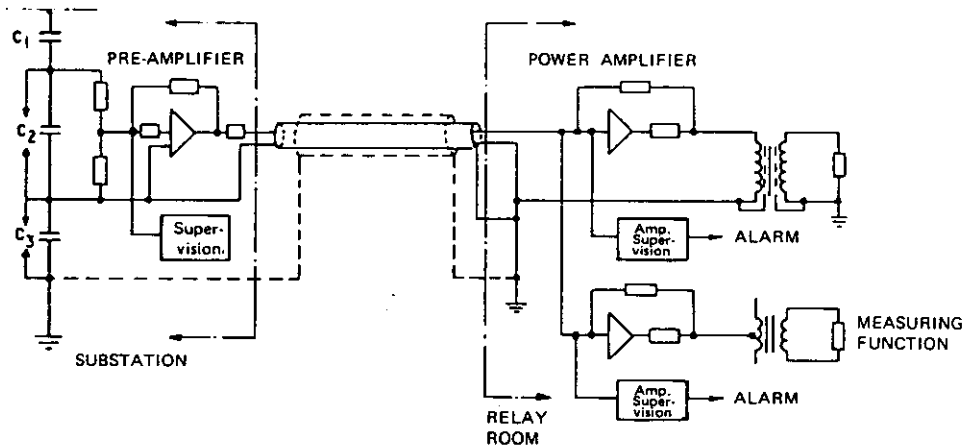 C1
PRE-AMPLIFIER
POWER AMPLIFIER
C2
C3
Super-
vision.
Amp.
Super-
vision
ALARM
SUBSTATION
MEASURING
FUNCTION
Amp.
Super-
vision
ALARM
RELAY
ROOM